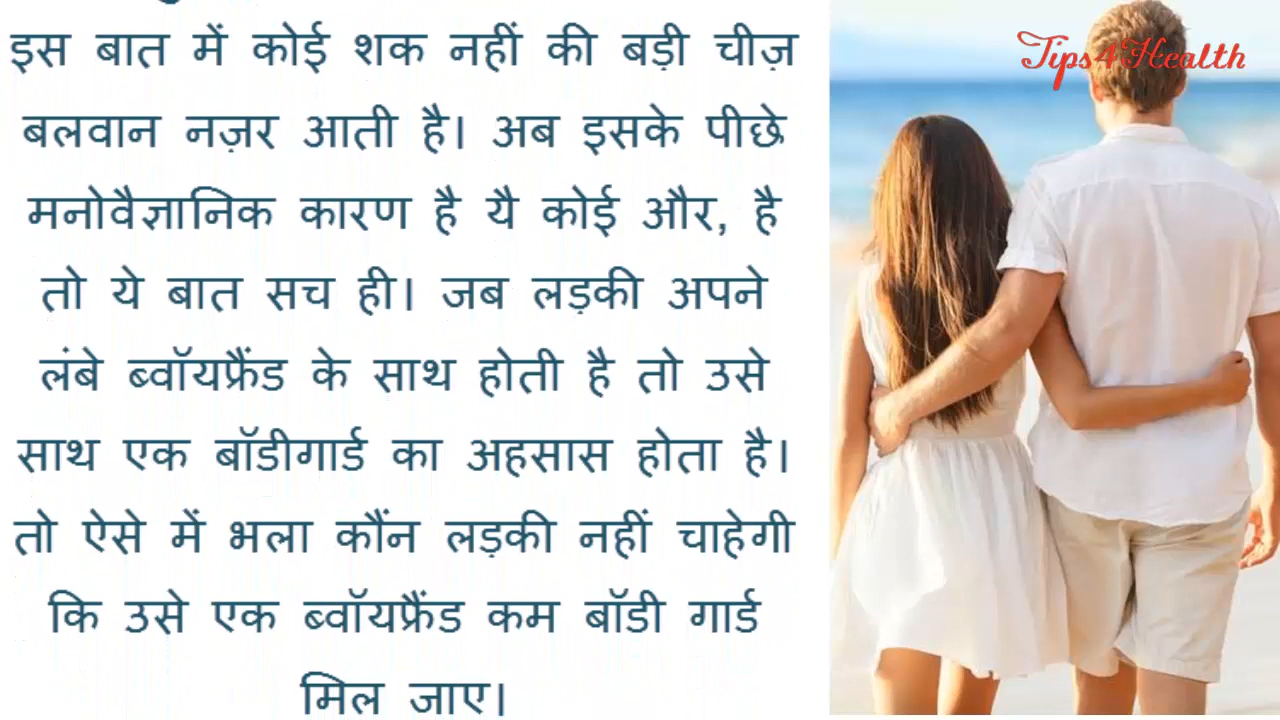 इस बात में कोई शक नहीं की बड़ी चीज़
बलवान नज़र आती है। अब इसके पीछे
मनोवैज्ञानिक कारण है यै कोई और, है
तो ये बात सच ही। जब लड़की अपने
लंबे ब्वॉयफ्रैंड के साथ होती है तो उसे
साथ एक बॉडीगार्ड का अहसास होता है।
तो ऐसे में भला कौंन लड़की नहीं चाहेगी
कि उसे एक ब्वॉयफ्रैंड कम बॉडी गार्ड
मिल जाए।
Tips4Health